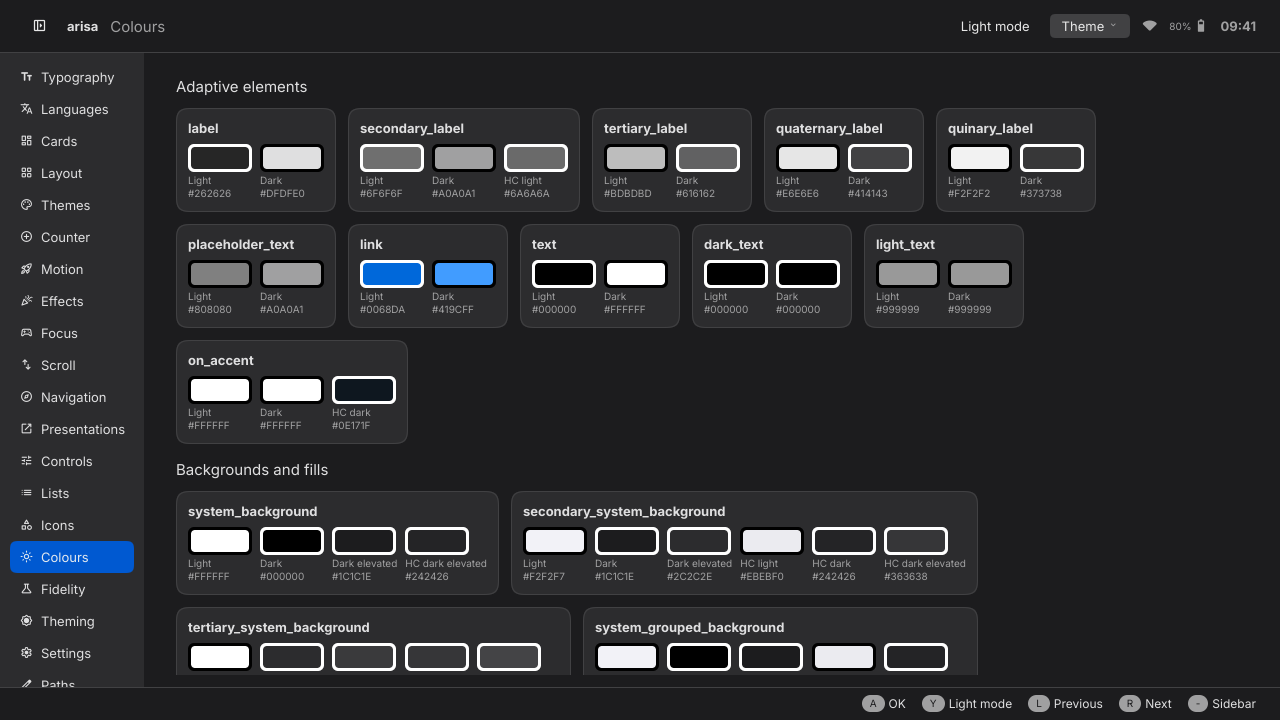 arisa Colours
Light mode Theme 80% 09:41
Typography
Languages
Cards
Layout
Themes
Counter
Motion
Effects
Focus
Scroll
Navigation
Presentations
Controls
Lists
Icons
Colours
Fidelity
Theming
Settings
Paths
Adaptive elements
label
Light Dark
#262626 #DFDFE0
secondary_label
Light Dark HC light
#6F6F6F #A0A0A1 #6A6A6A
tertiary_label
Light Dark
#BDBDBD #616162
quaternary_label
Light Dark
#E6E6E6 #414143
quinary_label
Light Dark
#F2F2F2 #373738
placeholder_text
Light Dark
#808080 #A0A0A1
link
Light Dark
#0068DA #419CFF
text
Light Dark
#000000 #FFFFFF
dark_text
Light Dark
#000000 #000000
light_text
Light Dark
#999999 #999999
on_accent
Light Dark HC dark
#FFFFFF #FFFFFF #0E171F
Backgrounds and fills
system_background
Light Dark Dark elevated HC dark elevated
#FFFFFF #000000 #1C1C1E #242426
secondary_system_background
Light Dark Dark elevated HC light HC dark HC dark elevated
#F2F2F7 #1C1C1E #2C2C2E #EBEBF0 #242426 #363638
tertiary_system_background
system_grouped_background
A OK Y Light mode L Previous R Next - Sidebar